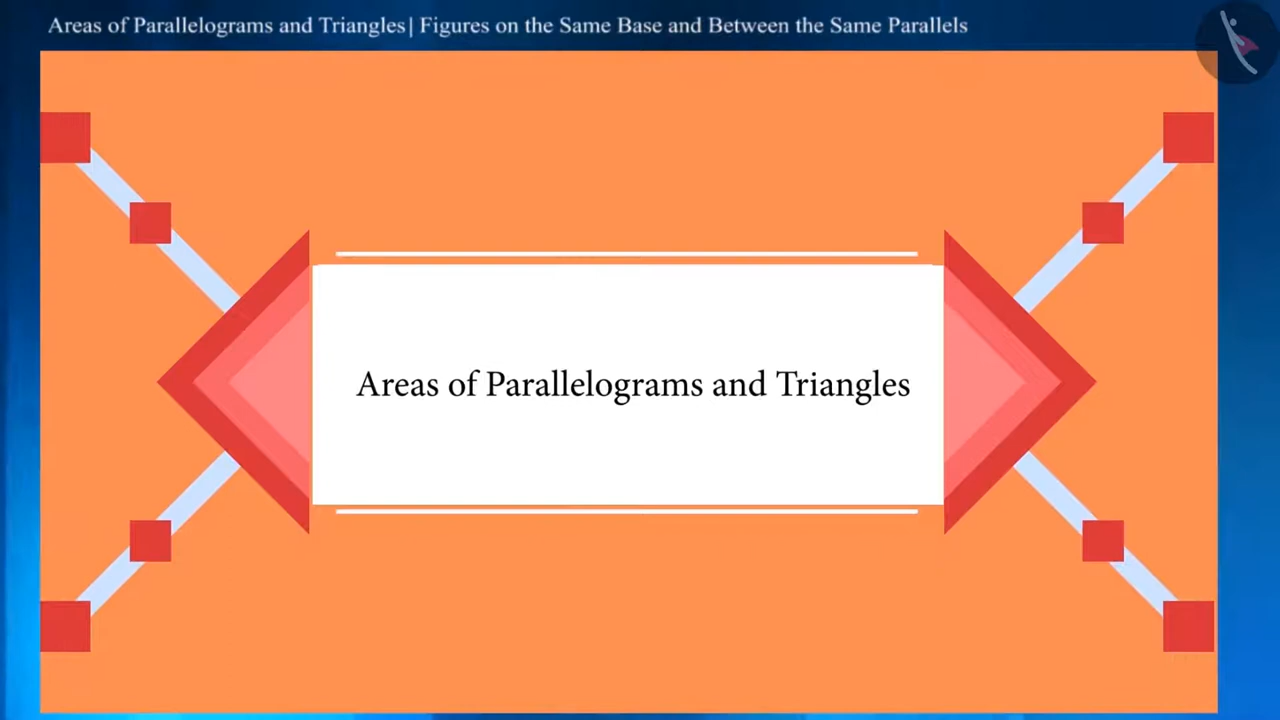 Areas of Parallelograms and Triangles| Figures on the Same Base and Between the Same Parallels
Areas of Parallelograms and Triangles